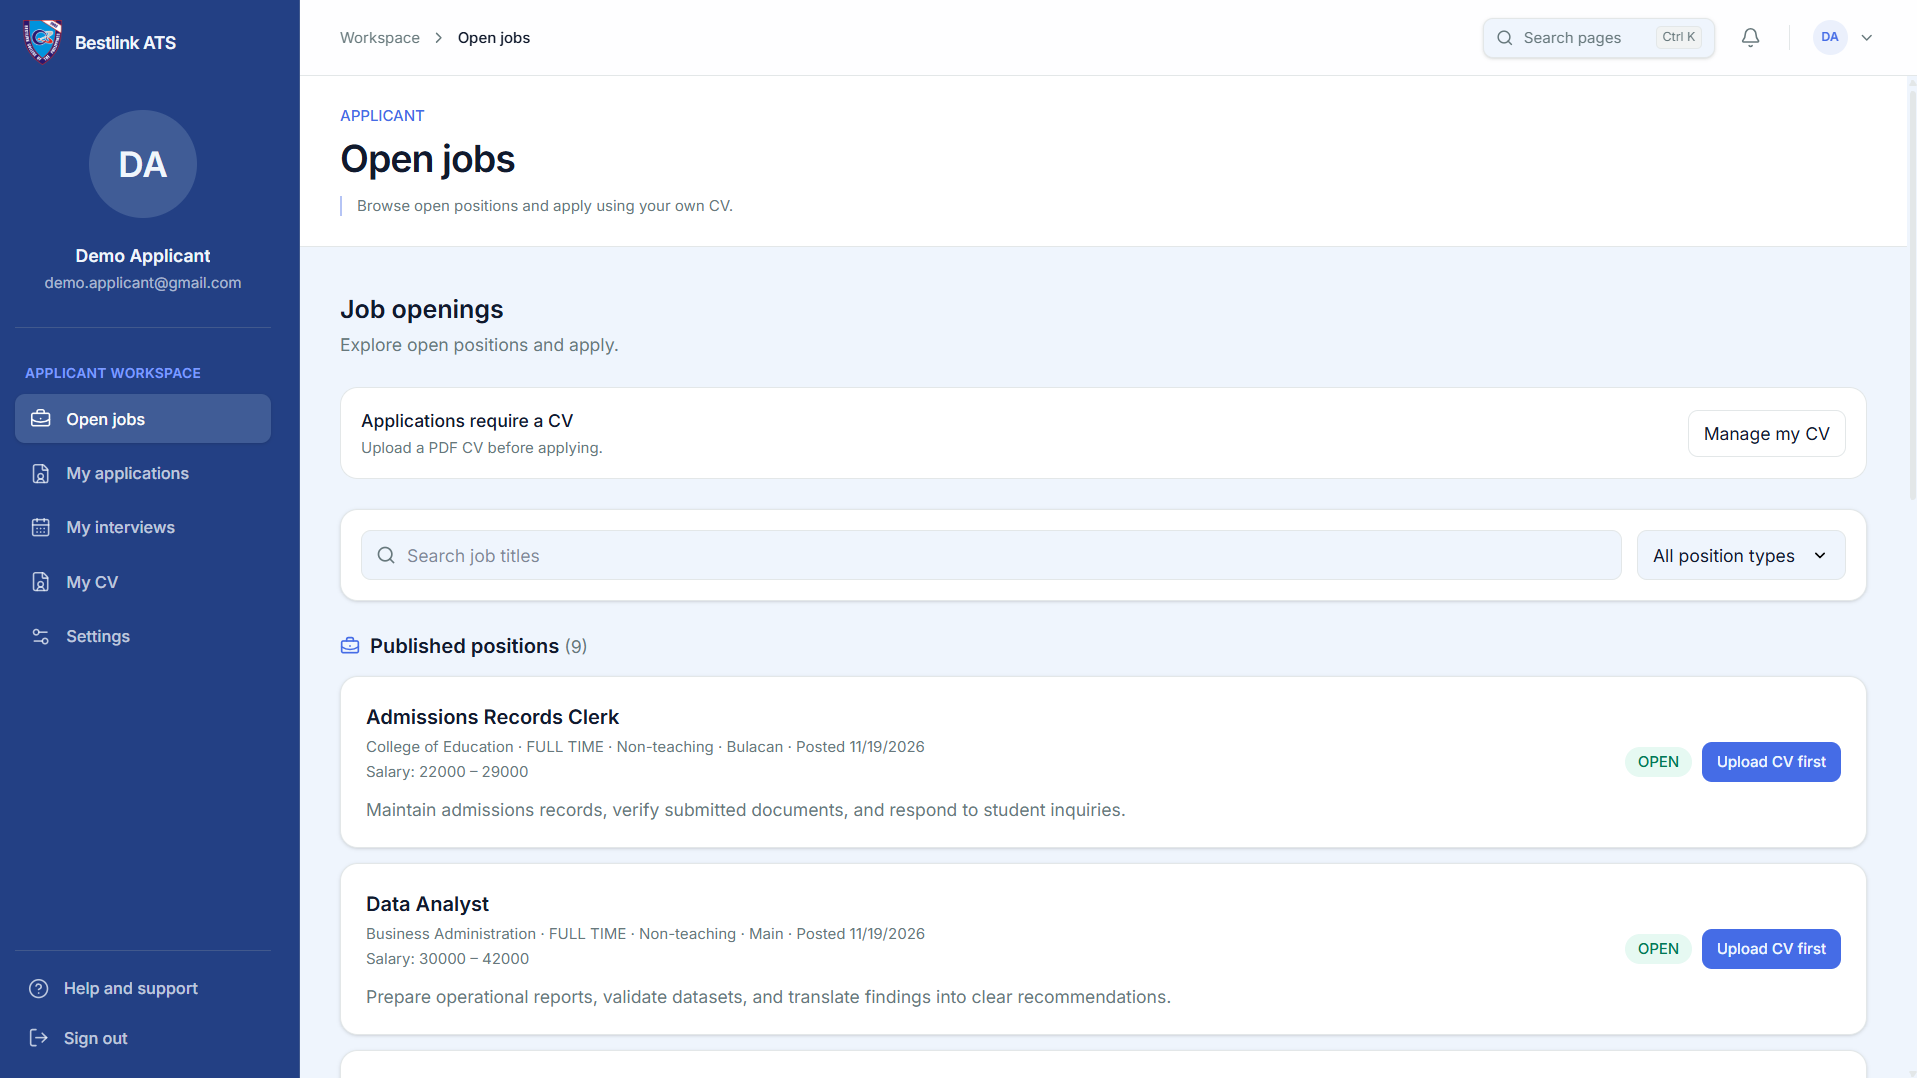 Bestlink ATS
DA
Demo Applicant
demo.applicant@gmail.com
APPLICANT WORKSPACE
Open jobs
My applications
My interviews
My CV
Settings
Help and support
Sign out
Workspace > Open jobs
Search pages Ctrl K
DA
APPLICANT
Open jobs
Browse open positions and apply using your own CV.
Job openings
Explore open positions and apply.
Applications require a CV
Upload a PDF CV before applying.
Manage my CV
Search job titles
All position types
Published positions (9)
Admissions Records Clerk
College of Education · FULL TIME · Non-teaching · Bulacan · Posted 11/19/2026
Salary: 22000 – 29000
Maintain admissions records, verify submitted documents, and respond to student inquiries.
OPEN
Upload CV first
Data Analyst
Business Administration · FULL TIME · Non-teaching · Main · Posted 11/19/2026
Salary: 30000 – 42000
Prepare operational reports, validate datasets, and translate findings into clear recommendations.
OPEN
Upload CV first